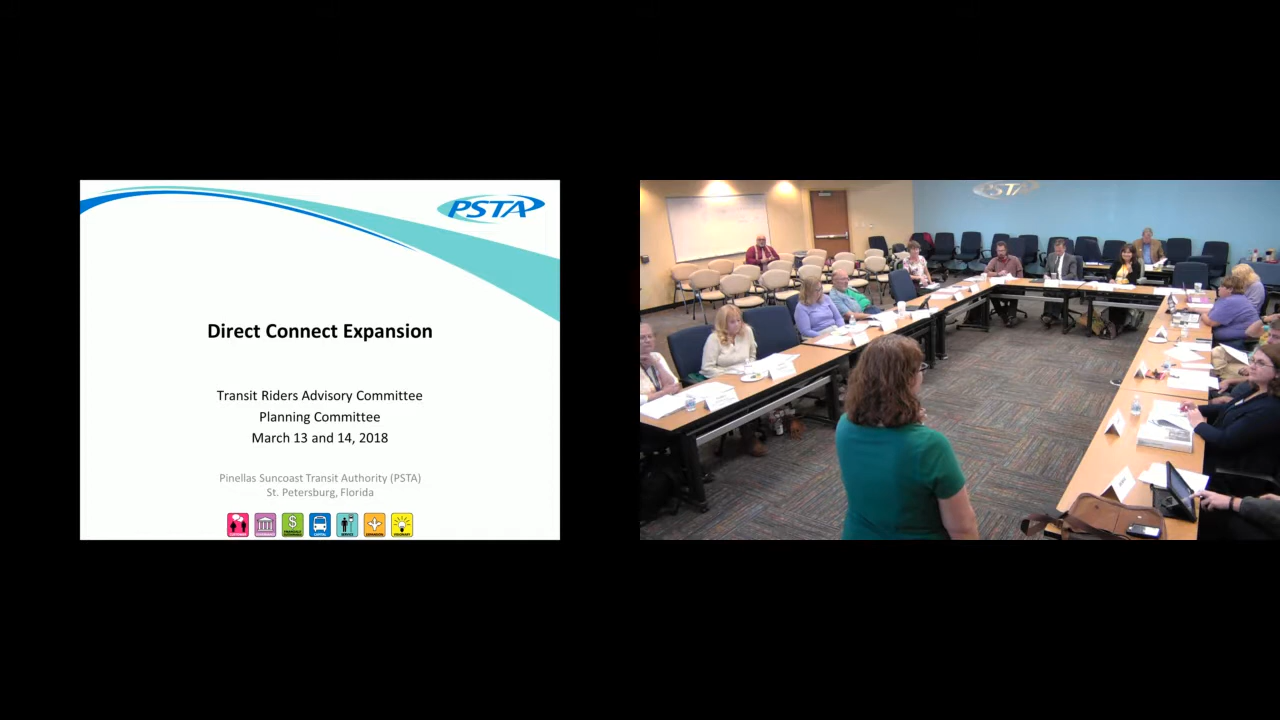 PSTA
Direct Connect Expansion
Transit Riders Advisory Committee
Planning Committee
March 13 and 14, 2018
Pinellas Suncoast Transit Authority (PSTA)
St. Petersburg, Florida
PSTA